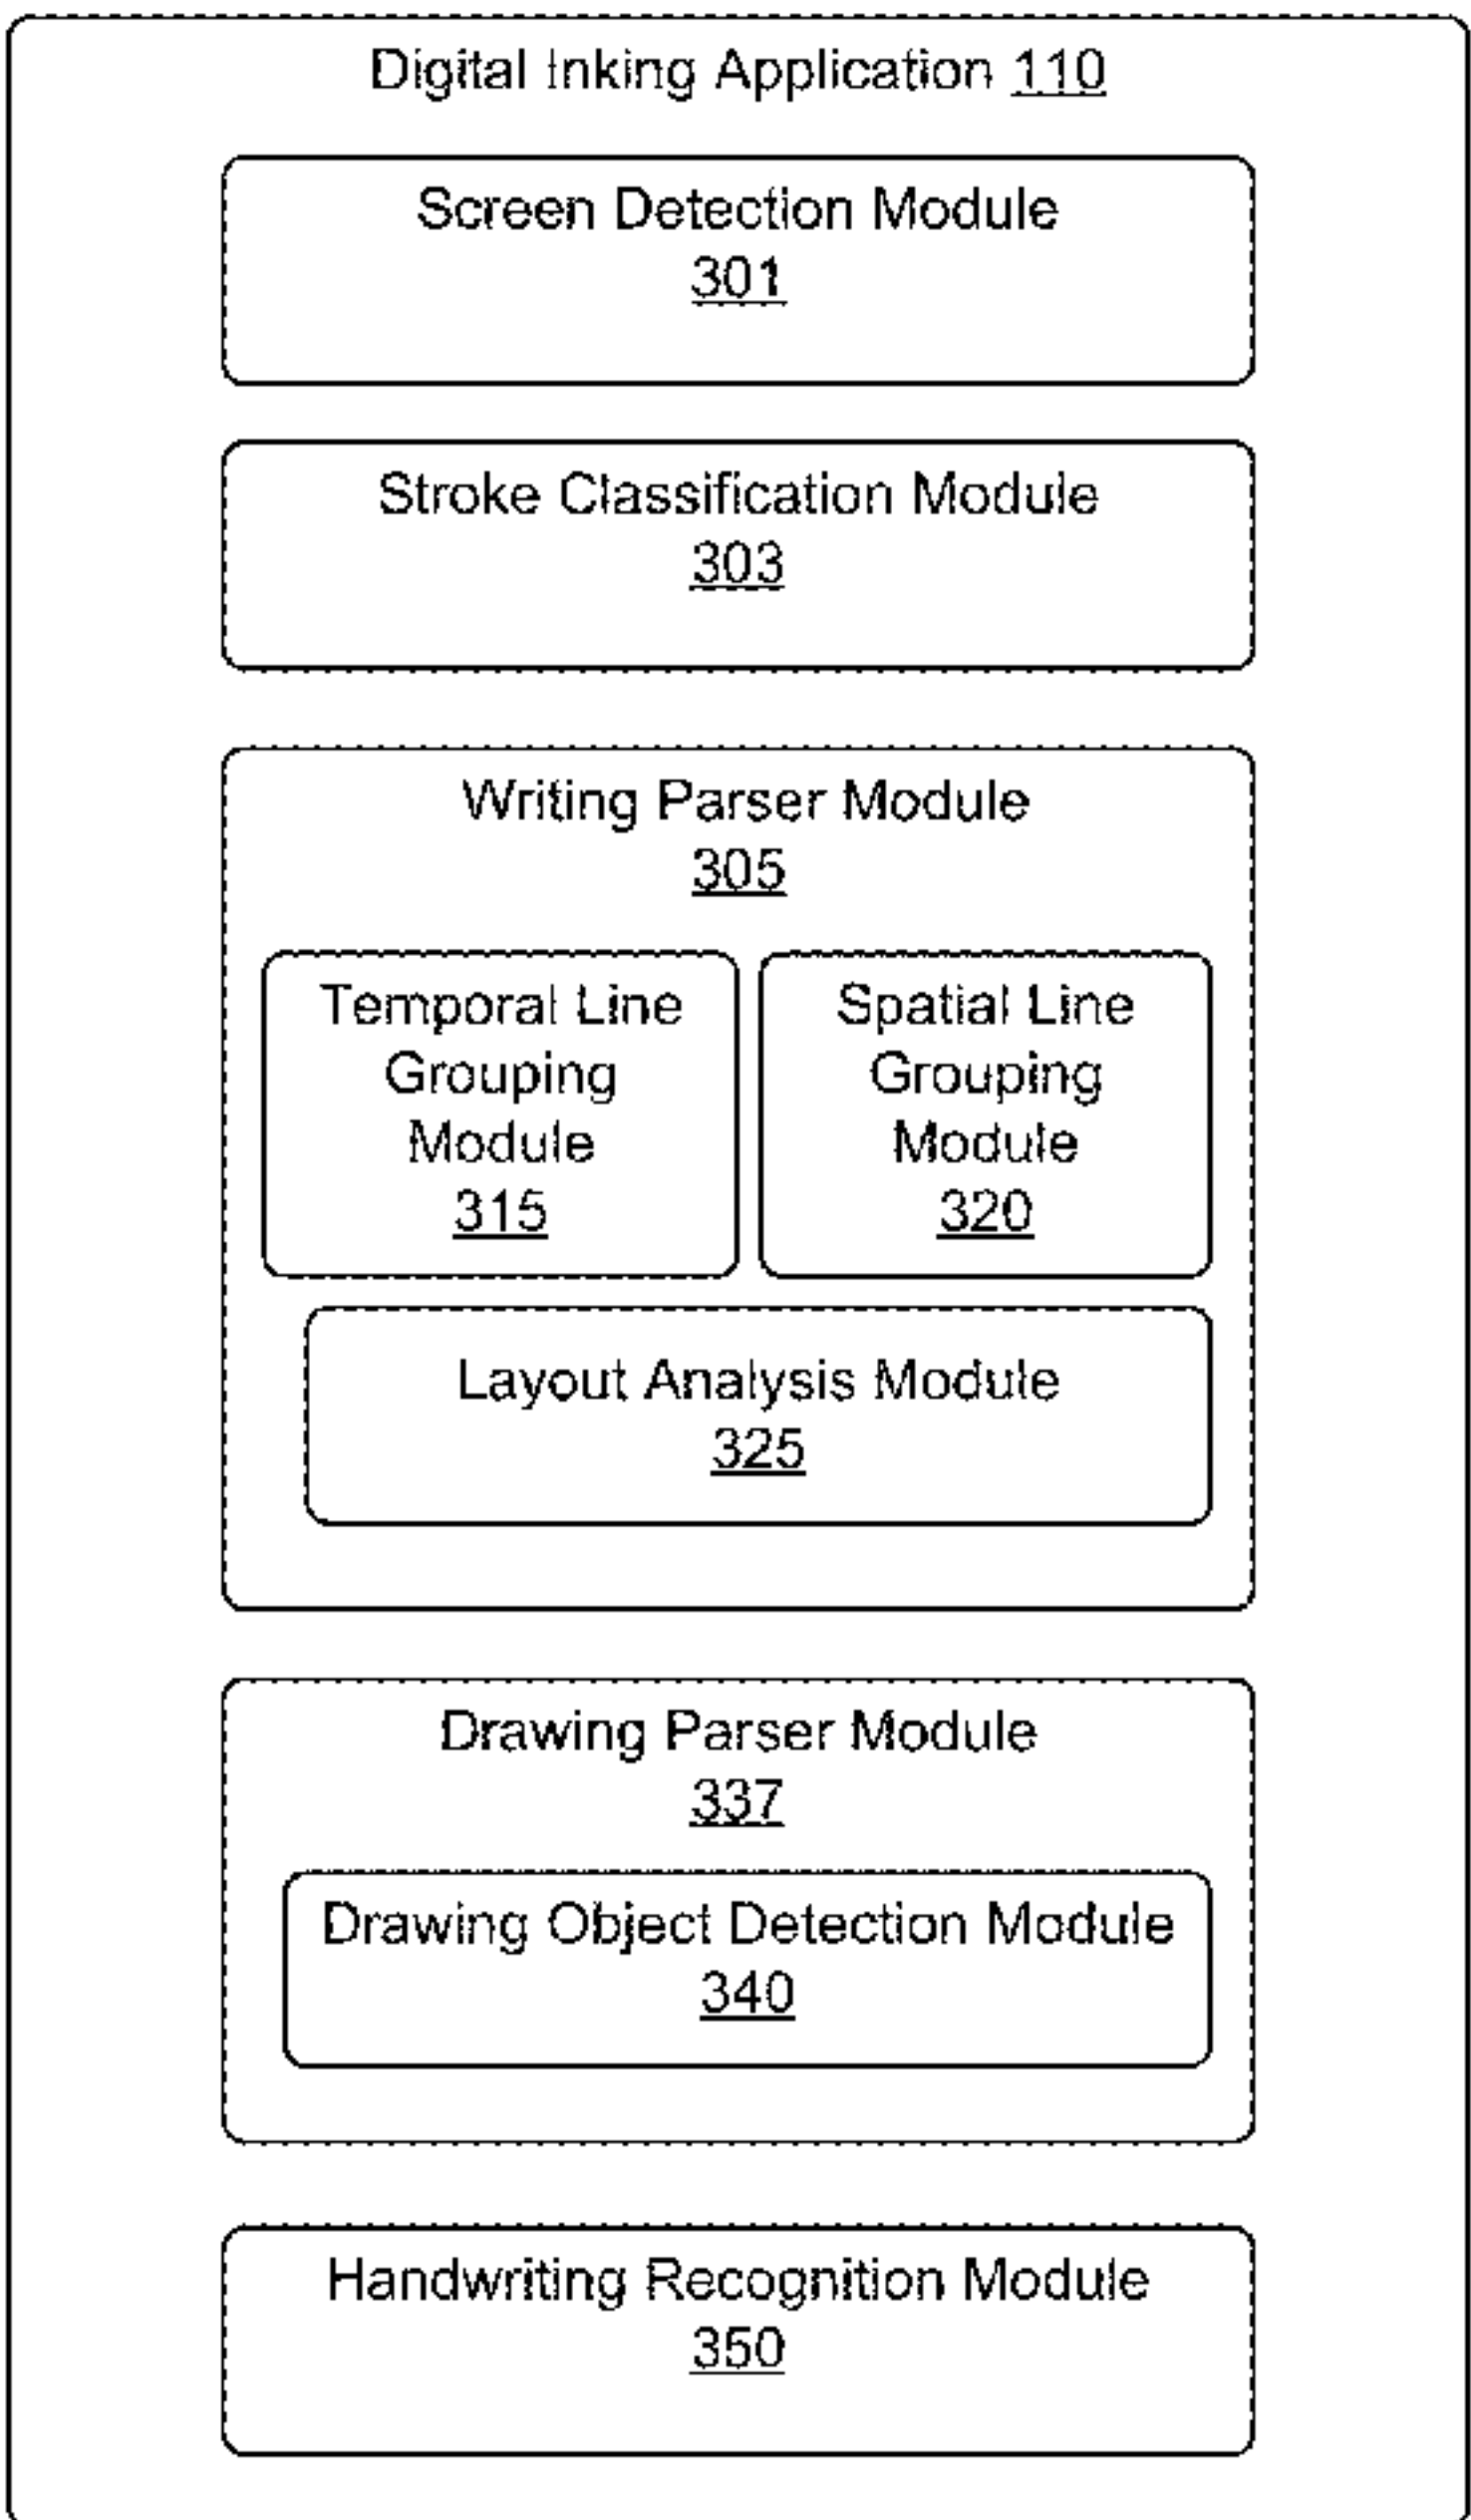 Digital Inking Application 110
Screen Detection Module
301
Stroke Classification Module
303
Writing Parser Module
305
Temporal Line
Grouping
Module
315
Spatial Line
Grouping
Module
320
Layout Analysis Module
325
Drawing Parser Module
337
Drawing Object Detection Module
340
Handwriting Recognition Module
350